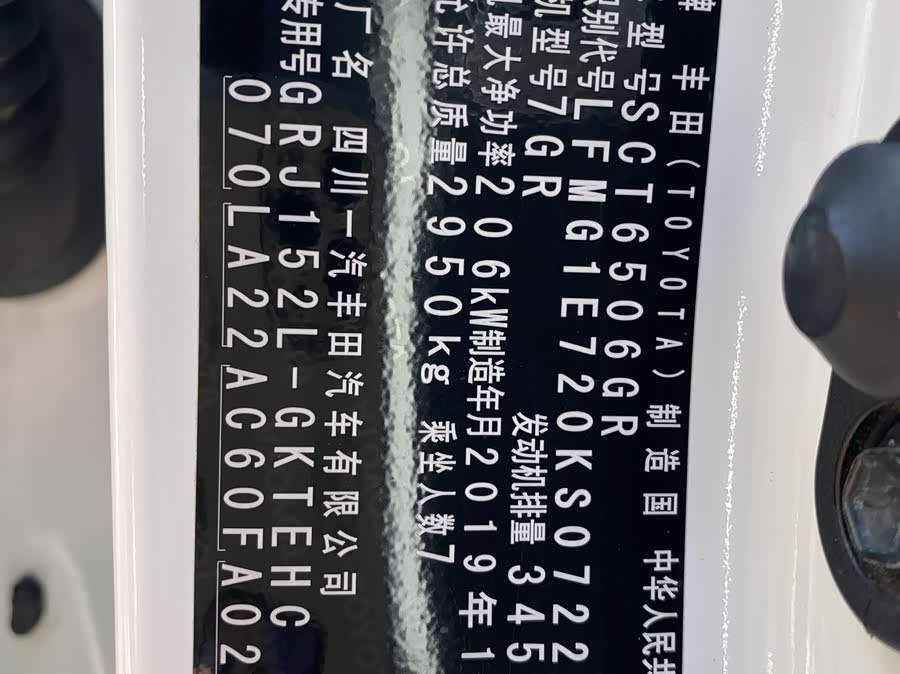 牌 丰田(TOYOTA) 制造国 中华人民共
型号SCT6506GR
识别代号LFMG1E720KS0722
机型号7GR 发动机排量 345
最大净功率206kW制造年月2019年1
允许总质量2950kg 乘坐人数7
厂名 四川一汽丰田汽车有限公司
专用号GRJ152L-GKTEHC
070LA22AC60FA02